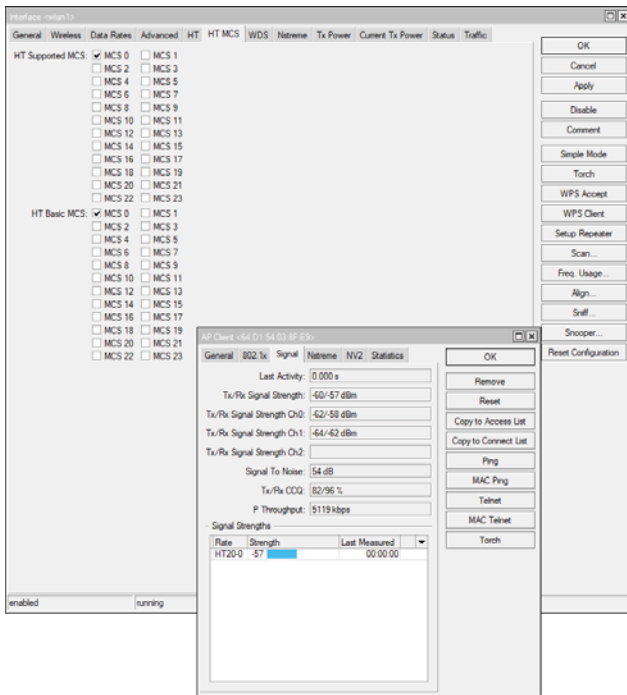 Interface <wlan1>
General Wireless Data Rates Advanced HT HT MCS WDS Nstreme Tx Power Current Tx Power Status Traffic
HT Supported MCS: MCS 0 MCS 1
MCS 2 MCS 3
MCS 4 MCS 5
MCS 6 MCS 7
MCS 8 MCS 9
MCS 10 MCS 11
MCS 12 MCS 13
MCS 14 MCS 15
MCS 16 MCS 17
MCS 18 MCS 19
MCS 20 MCS 21
MCS 22 MCS 23
HT Basic MCS: MCS 0 MCS 1
MCS 2 MCS 3
MCS 4 MCS 5
MCS 6 MCS 7
MCS 8 MCS 9
MCS 10 MCS 11
MCS 12 MCS 13
MCS 14 MCS 15
MCS 16 MCS 17
MCS 18 MCS 19
MCS 20 MCS 21
MCS 22 MCS 23
OK
Cancel
Apply
Disable
Comment
Simple Mode
Torch
WPS Accept
WPS Client
Setup Repeater
Scan...
Freq. Usage...
Align...
Sniff...
Snooper...
Reset Configuration
enabled running
AP Client <64:D1:54:03:8F:E9>
General 802.1x Signal Nstreme NV2 Statistics
Last Activity: 0.000 s
Tx/Rx Signal Strength: -60/-57 dBm
Tx/Rx Signal Strength Ch0: -62/-58 dBm
Tx/Rx Signal Strength Ch1: -64/-62 dBm
Tx/Rx Signal Strength Ch2:
Signal To Noise: 54 dB
Tx/Rx CCQ: 82/96 %
P Throughput: 5119 kbps
Signal Strengths
Rate Strength Last Measured
HT20-0 -57 00:00:00
OK
Remove
Reset
Copy to Access List
Copy to Connect List
Ping
MAC Ping
Telnet
MAC Telnet
Torch